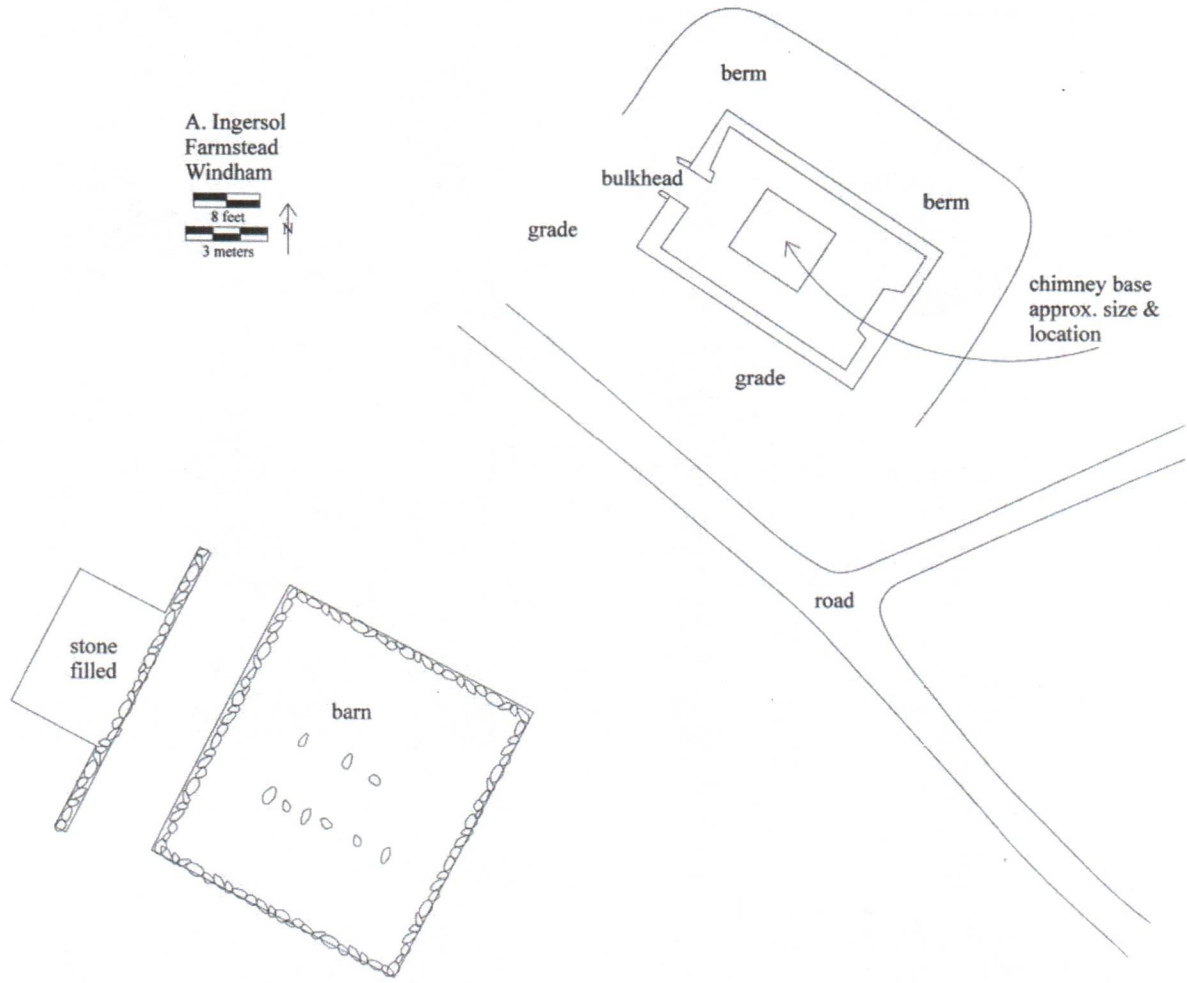 A. Ingersol
Farmstead
Windham
8 feet
N
3 meters
berm
bulkhead
berm
grade
chimney base
approx. size &
location
grade
road
stone
filled
barn